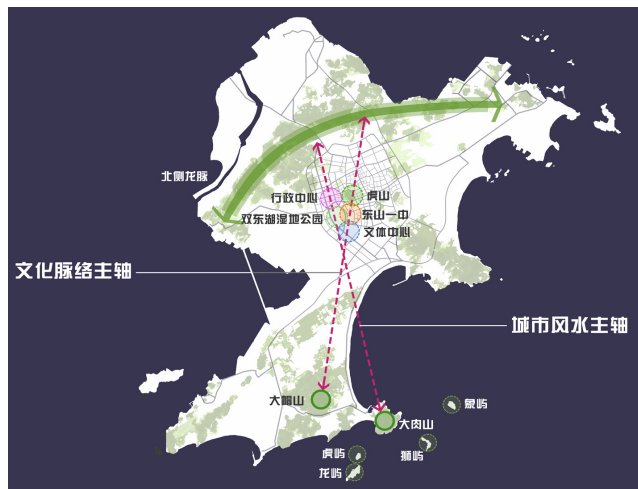 北侧龙脉
行政中心
虎山
双东湖湿地公园
东山一中
文体中心
文化脉络主轴
城市风水主轴
大帽山
大肉山
象屿
狮屿
虎屿
龙屿